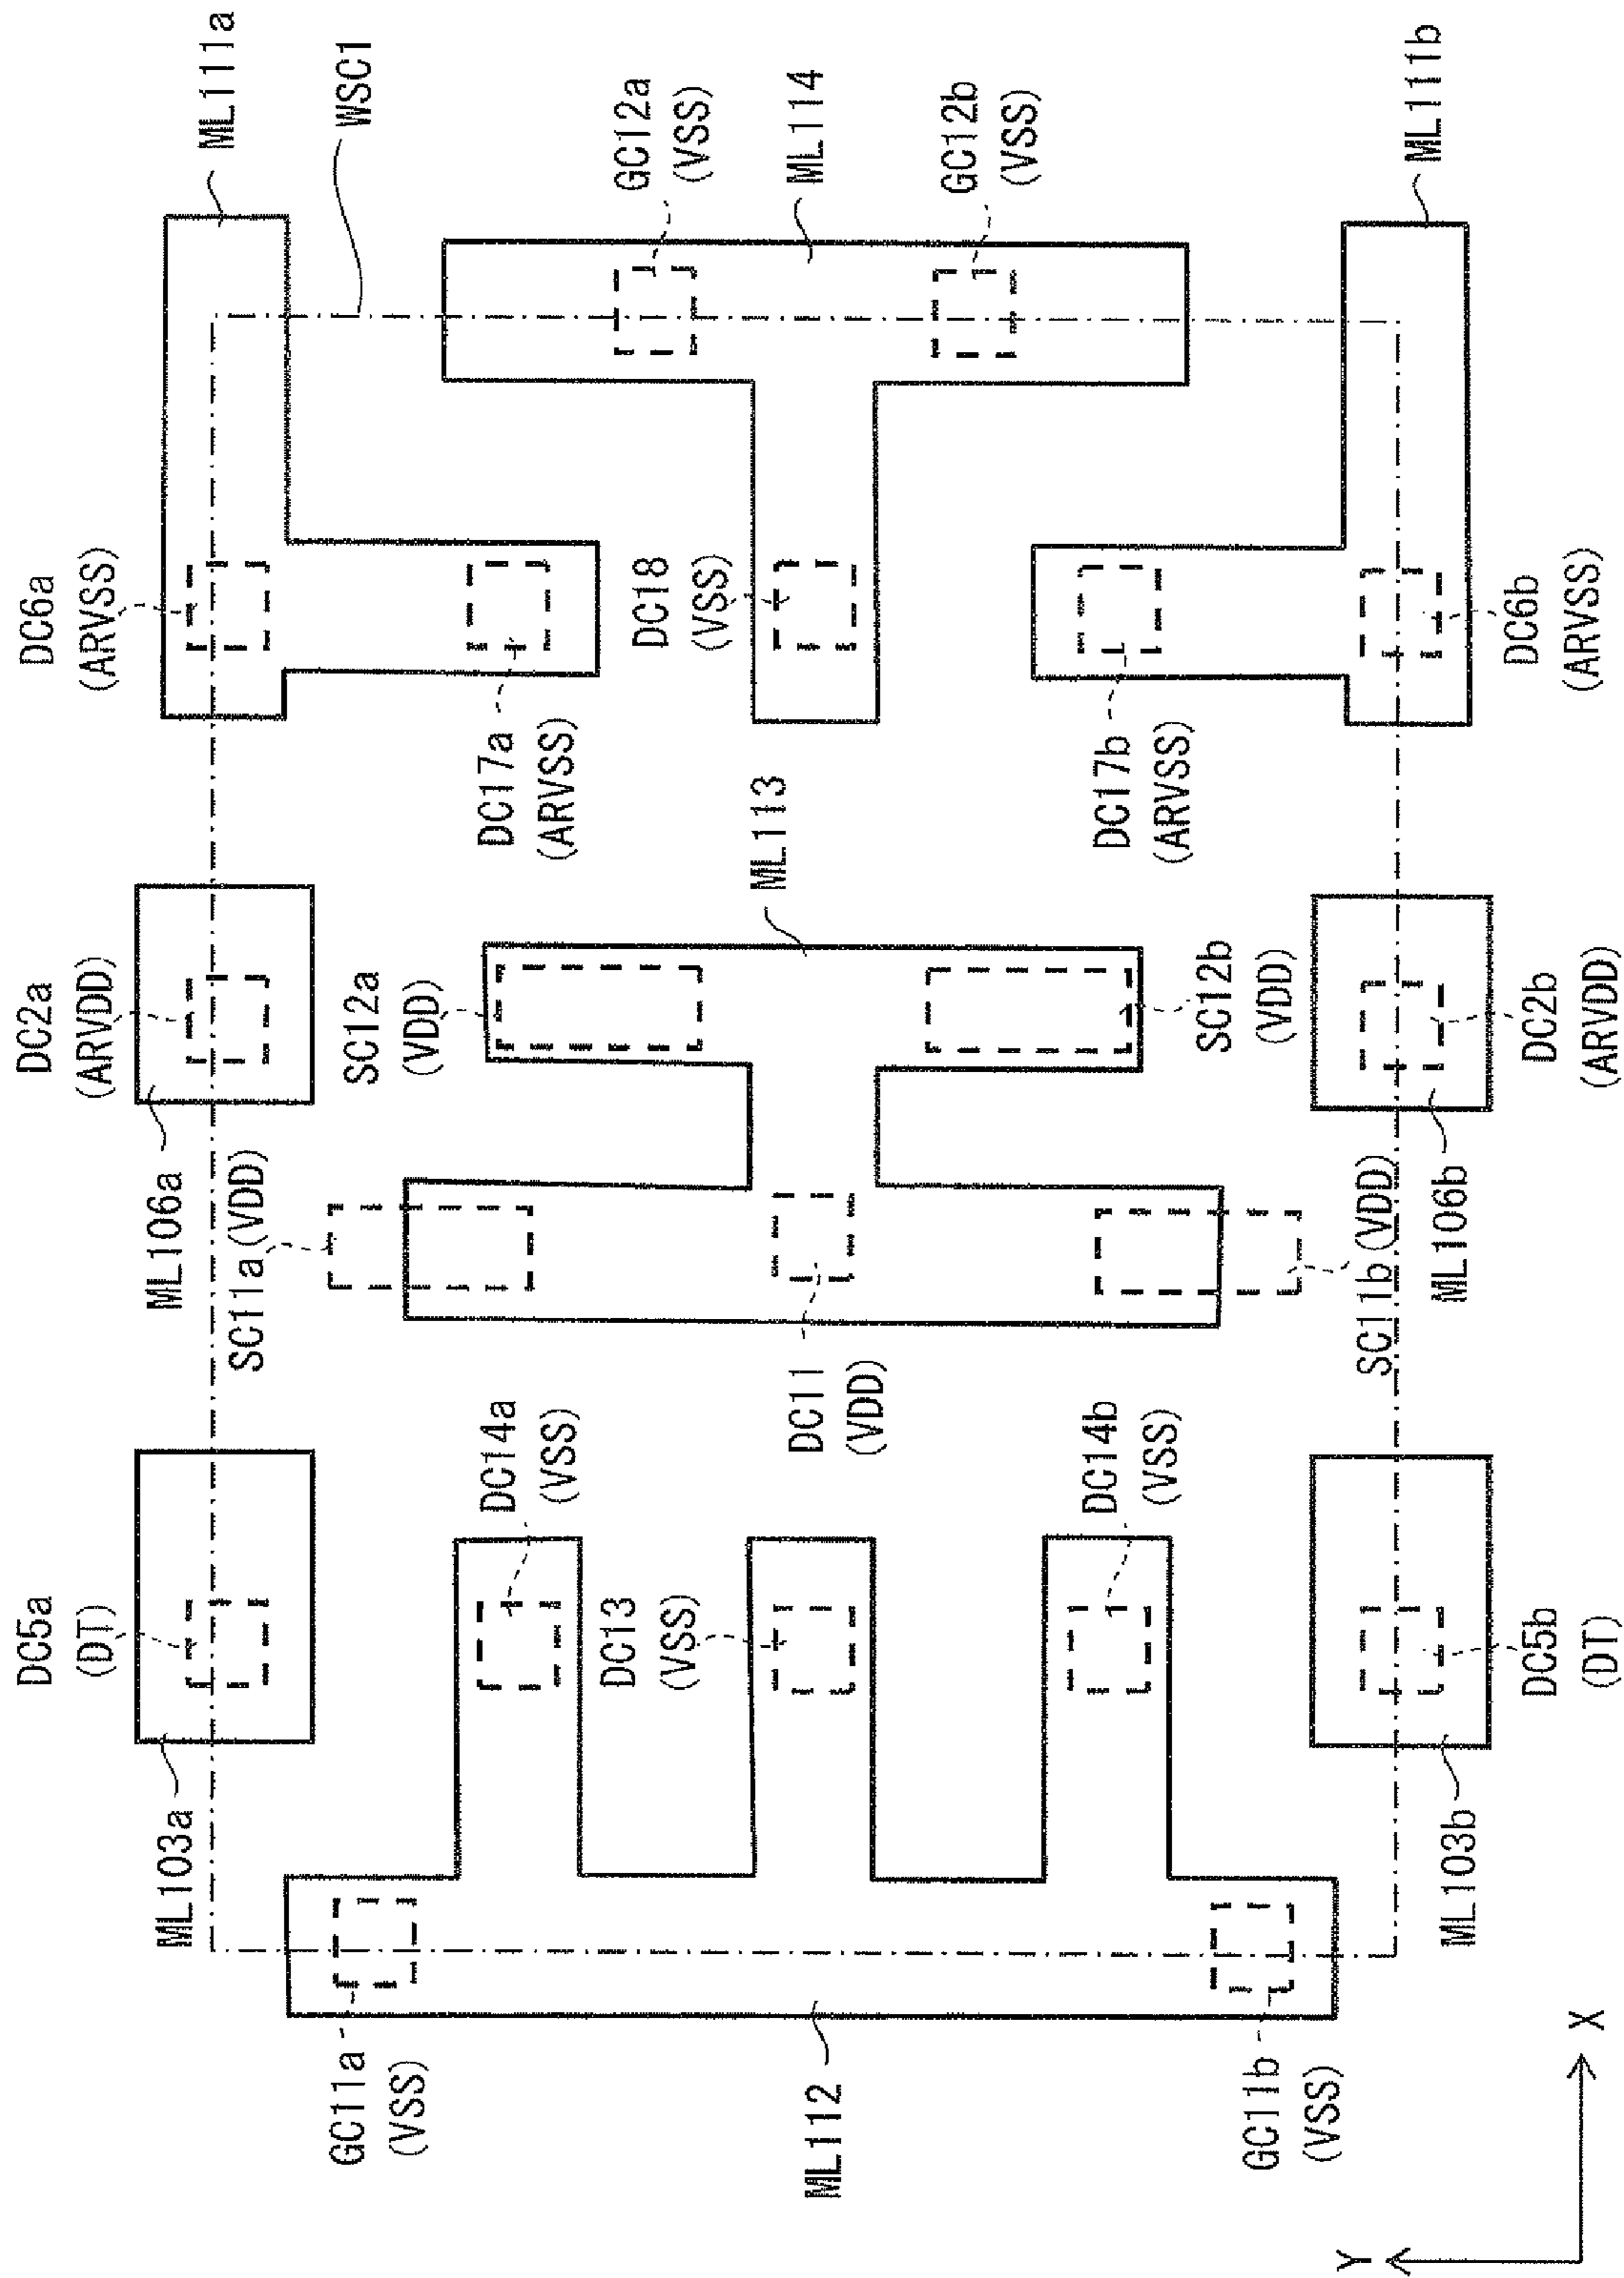 DC5a
(DT)
DC2a
(ARVDD)
DC6a
(ARVSS)
ML103a
ML106a
ML111a
SC11a(VDD)
WSC1
GC11a
(VSS)
SC12a
(VDD)
DC14a
(VSS)
DC17a
(ARVSS)
GC12a
(VSS)
DC13
(VSS)
DC18
(VSS)
ML113
ML114
ML112
DC11
(VDD)
GC12b
(VSS)
DC14b
(VSS)
DC17b
(ARVSS)
SC12b
(VDD)
GC11b
(VSS)
SC11b(VDD)
ML111b
ML103b
ML106b
Y
DC5b
(DT)
DC2b
(ARVDD)
DC6b
(ARVSS)
X